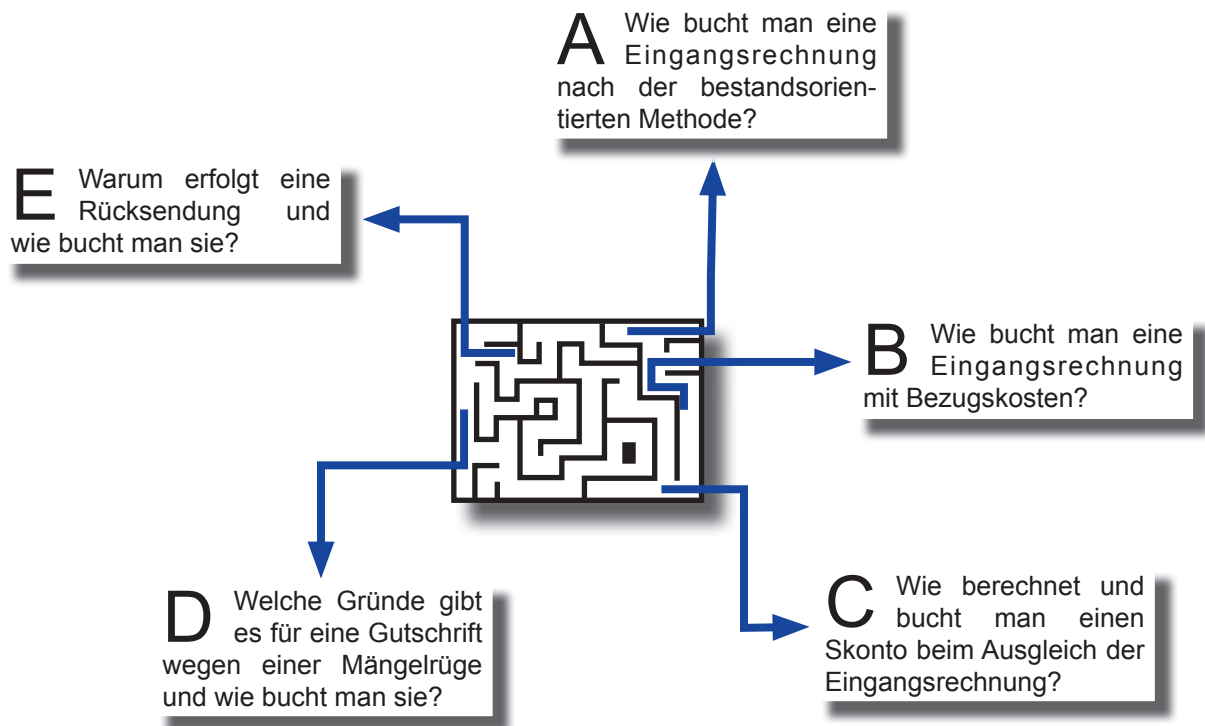 A Wie bucht man eine
Eingangsrechnung
nach der bestandsorien-
tierten Methode?
B Wie bucht man eine
Eingangsrechnung
mit Bezugskosten?
C Wie berechnet und
bucht man einen
Skonto beim Ausgleich der
Eingangsrechnung?
D Welche Gründe gibt
es für eine Gutschrift
wegen einer Mängelrüge
und wie bucht man sie?
E Warum erfolgt eine
Rücksendung und
wie bucht man sie?